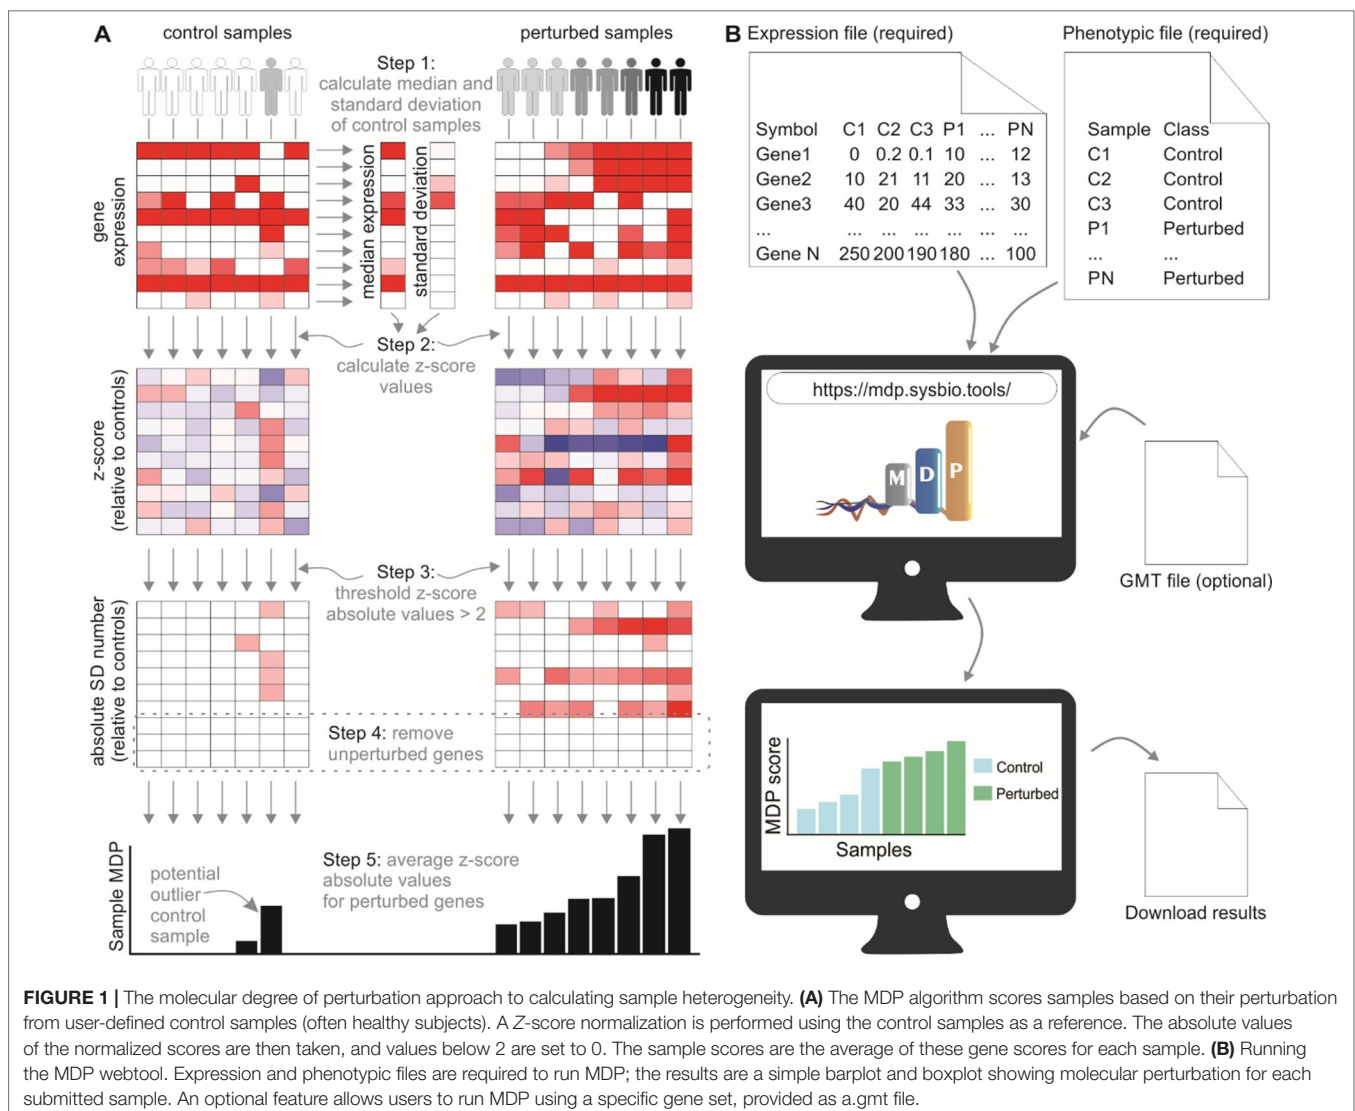 A
control samples
perturbed samples
Step 1:
calculate median and
standard deviation
of control samples
gene
expression
median expression
standard deviation
Step 2:
calculate z-score
values
z-score
(relative to controls)
Step 3:
threshold z-score
absolute values > 2
absolute SD number
(relative to controls)
Step 4: remove
unperturbed genes
Sample MDP
potential
outlier
control
sample
Step 5: average z-score
absolute values
for perturbed genes
B
Expression file (required)
Symbol C1 C2 C3 P1 ... PN
Gene1 0 0.2 0.1 10 ... 12
Gene2 10 21 11 20 ... 13
Gene3 40 20 44 33 ... 30
... ... ... ... ... ... ...
Gene N 250 200 190 180 ... 100
Phenotypic file (required)
Sample Class
C1 Control
C2 Control
C3 Control
P1 Perturbed
... ...
PN Perturbed
https://mdp.sysbio.tools/
M D P
GMT file (optional)
MDP score
Samples
Control
Perturbed
Download results
FIGURE 1 | The molecular degree of perturbation approach to calculating sample heterogeneity. (A) The MDP algorithm scores samples based on their perturbation
from user-defined control samples (often healthy subjects). A Z-score normalization is performed using the control samples as a reference. The absolute values
of the normalized scores are then taken, and values below 2 are set to 0. The sample scores are the average of these gene scores for each sample. (B) Running
the MDP webtool. Expression and phenotypic files are required to run MDP; the results are a simple barplot and boxplot showing molecular perturbation for each
submitted sample. An optional feature allows users to run MDP using a specific gene set, provided as a.gmt file.